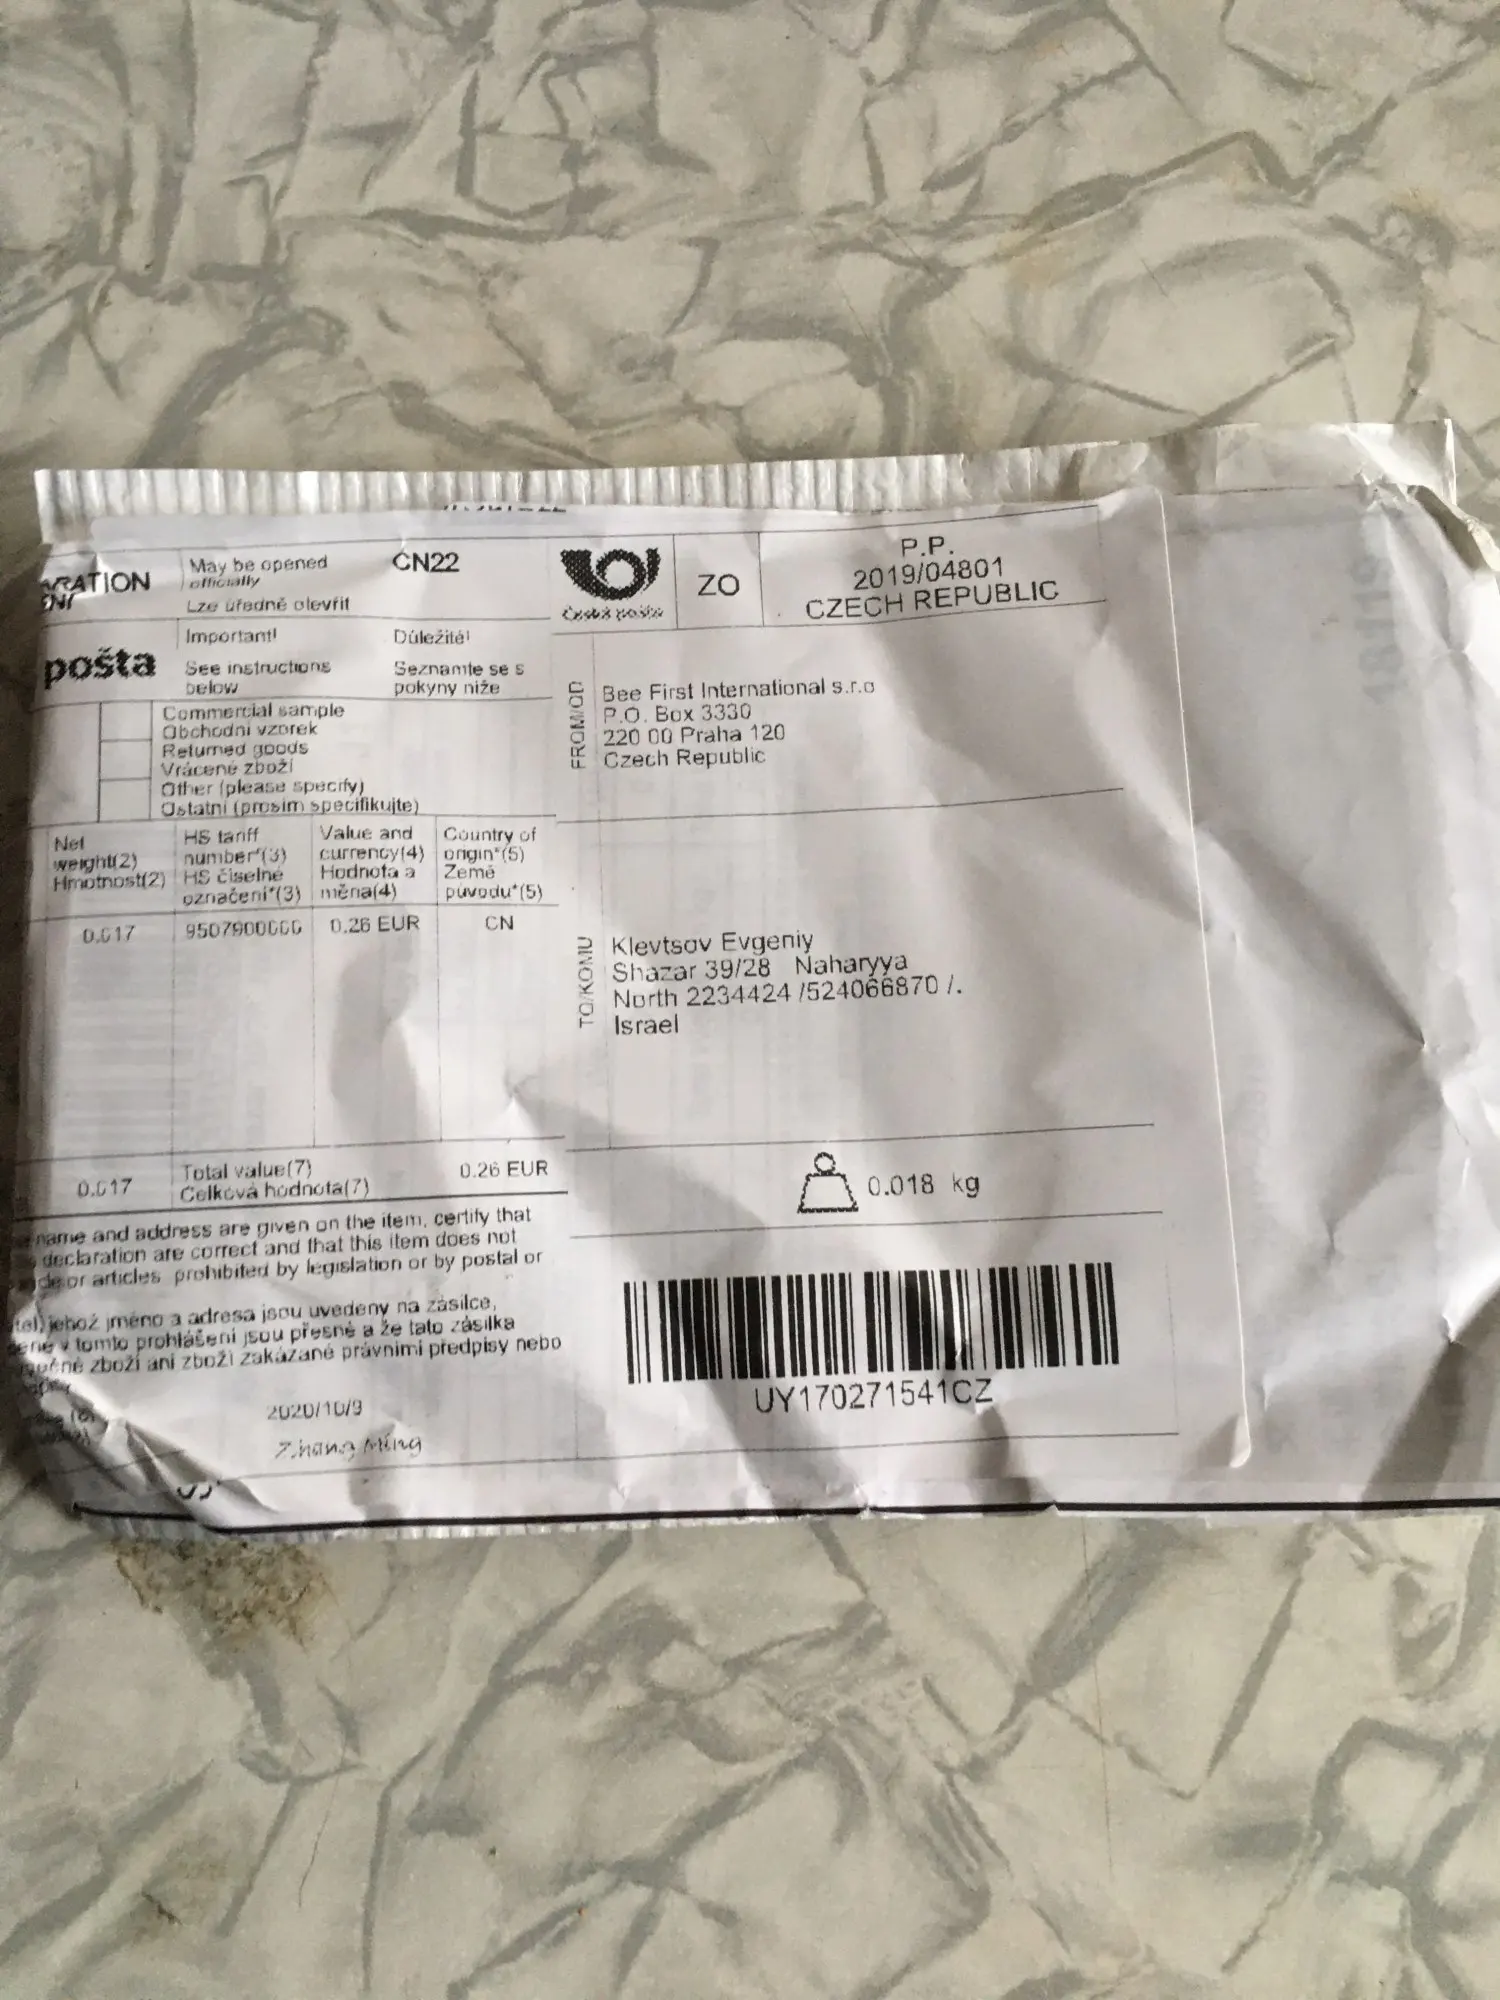 May be opened
officially
Lze úředně otevřít
CN22
ARATION
pošta
Important!
Důležité!
See instructions
below
Seznamte se s
pokyny níže
Commercial sample
Obchodní vzorek
Returned goods
Vrácené zboží
Other (please specify)
Ostatní (prosím specifikujte)
Net
weight(2)
Hmotnost(2)
HS tariff
number*(3)
HS číselné
označení*(3)
Value and
currency(4)
Hodnota a
měna(4)
Country of
origin*(5)
Země
původu*(5)
0.017
9507900000
0.26 EUR
CN
0.017
Total value(7)
Celková hodnota(7)
0.26 EUR
name and address are given on the item, certify that
declaration are correct and that this item does not
or articles prohibited by legislation or by postal or
jehož jméno a adresa jsou uvedeny na zásilce,
v tomto prohlášení jsou přesné a že tato zásilka
zboží ani zboží zakázané právními předpisy nebo
2020/10/9
Zhang Ming
Česká pošta
ZO
P.P.
2019/04801
CZECH REPUBLIC
FROM/OD
Bee First International s.r.o
P.O. Box 3330
220 00 Praha 120
Czech Republic
TO/KOMU
Klevtsov Evgeniy
Shazar 39/28 Naharyya
North 2234424 /524066870 /.
Israel
0.018 kg
UY170271541CZ